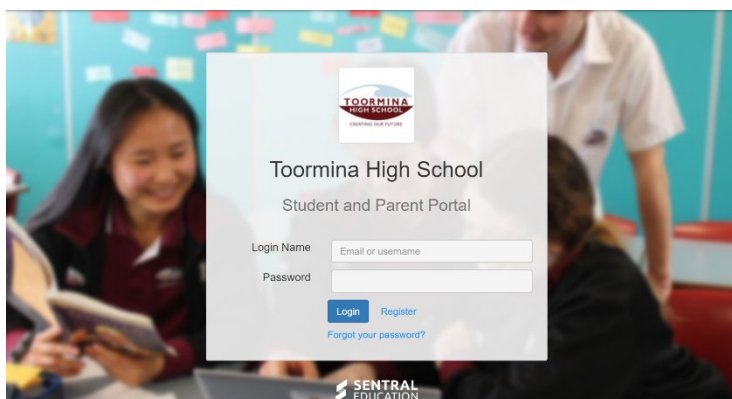 TOORMINA
HIGH SCHOOL
CREATING OUR FUTURE
Toormina High School
Student and Parent Portal
Login Name
Email or username
Password
Login Register
Forgot your password?
SENTRAL
EDUCATION